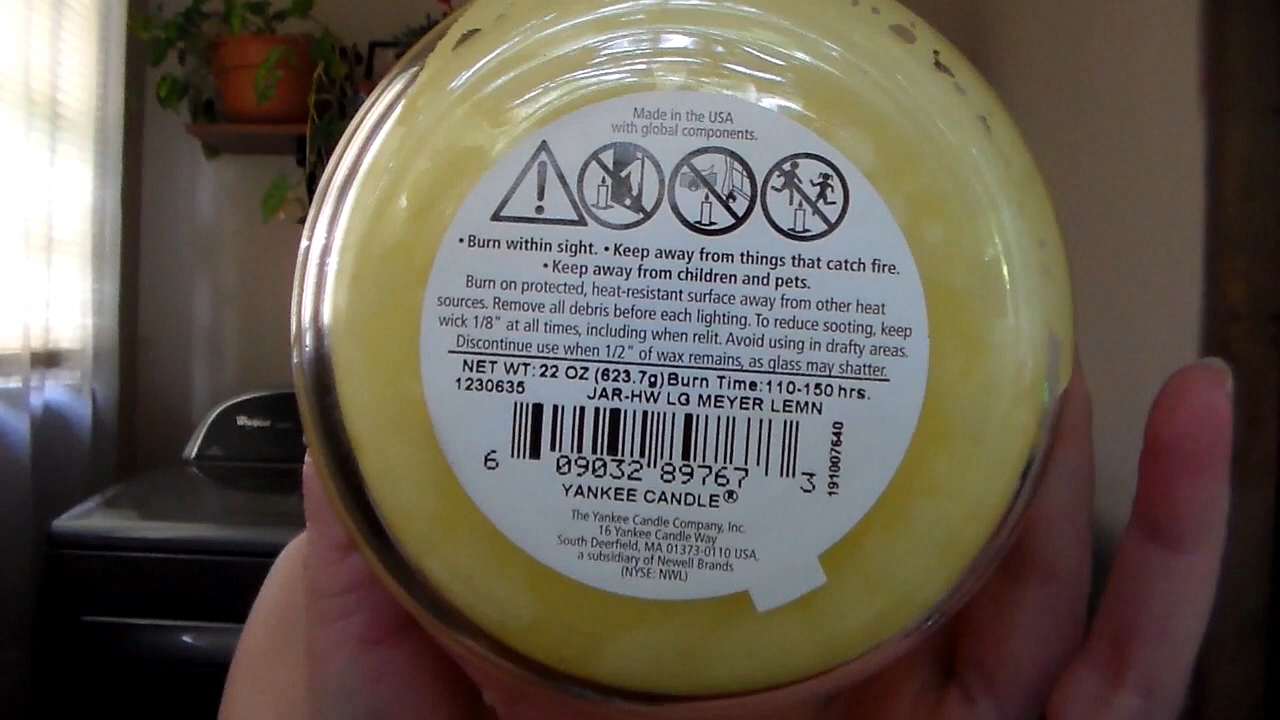 Made in the USA
with global components.
• Burn within sight. • Keep away from things that catch fire.
• Keep away from children and pets.
Burn on protected, heat-resistant surface away from other heat
sources. Remove all debris before each lighting. To reduce sooting, keep
wick 1/8" at all times, including when relit. Avoid using in drafty areas.
Discontinue use when 1/2" of wax remains, as glass may shatter.
NET WT: 22 OZ (623.7g) Burn Time: 110-150 hrs.
1230635 JAR-HW LG MEYER LEMN
6 09032 89767 3
191007640
YANKEE CANDLE®
The Yankee Candle Company, Inc.
16 Yankee Candle Way
South Deerfield, MA 01373-0110 USA.
a subsidiary of Newell Brands
(NYSE: NWL)